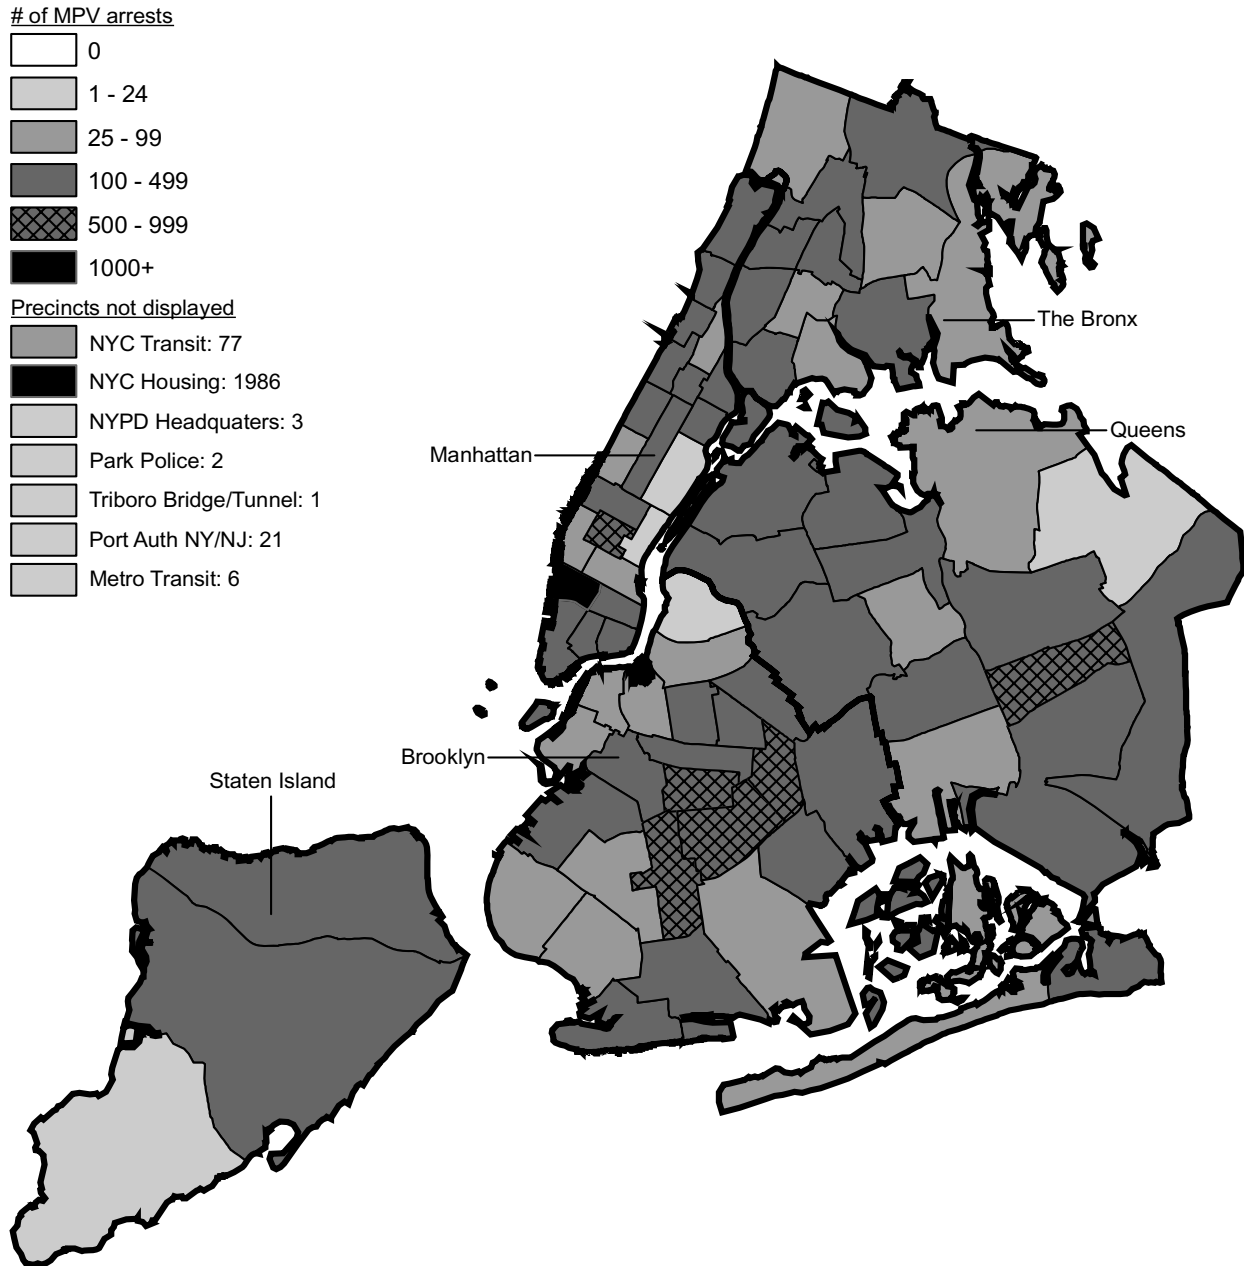 # of MPV arrests
0
1 - 24
25 - 99
100 - 499
500 - 999
1000+
Precincts not displayed
NYC Transit: 77
NYC Housing: 1986
NYPD Headquaters: 3
Park Police: 2
Triboro Bridge/Tunnel: 1
Port Auth NY/NJ: 21
Metro Transit: 6
The Bronx
Queens
Manhattan
Brooklyn
Staten Island